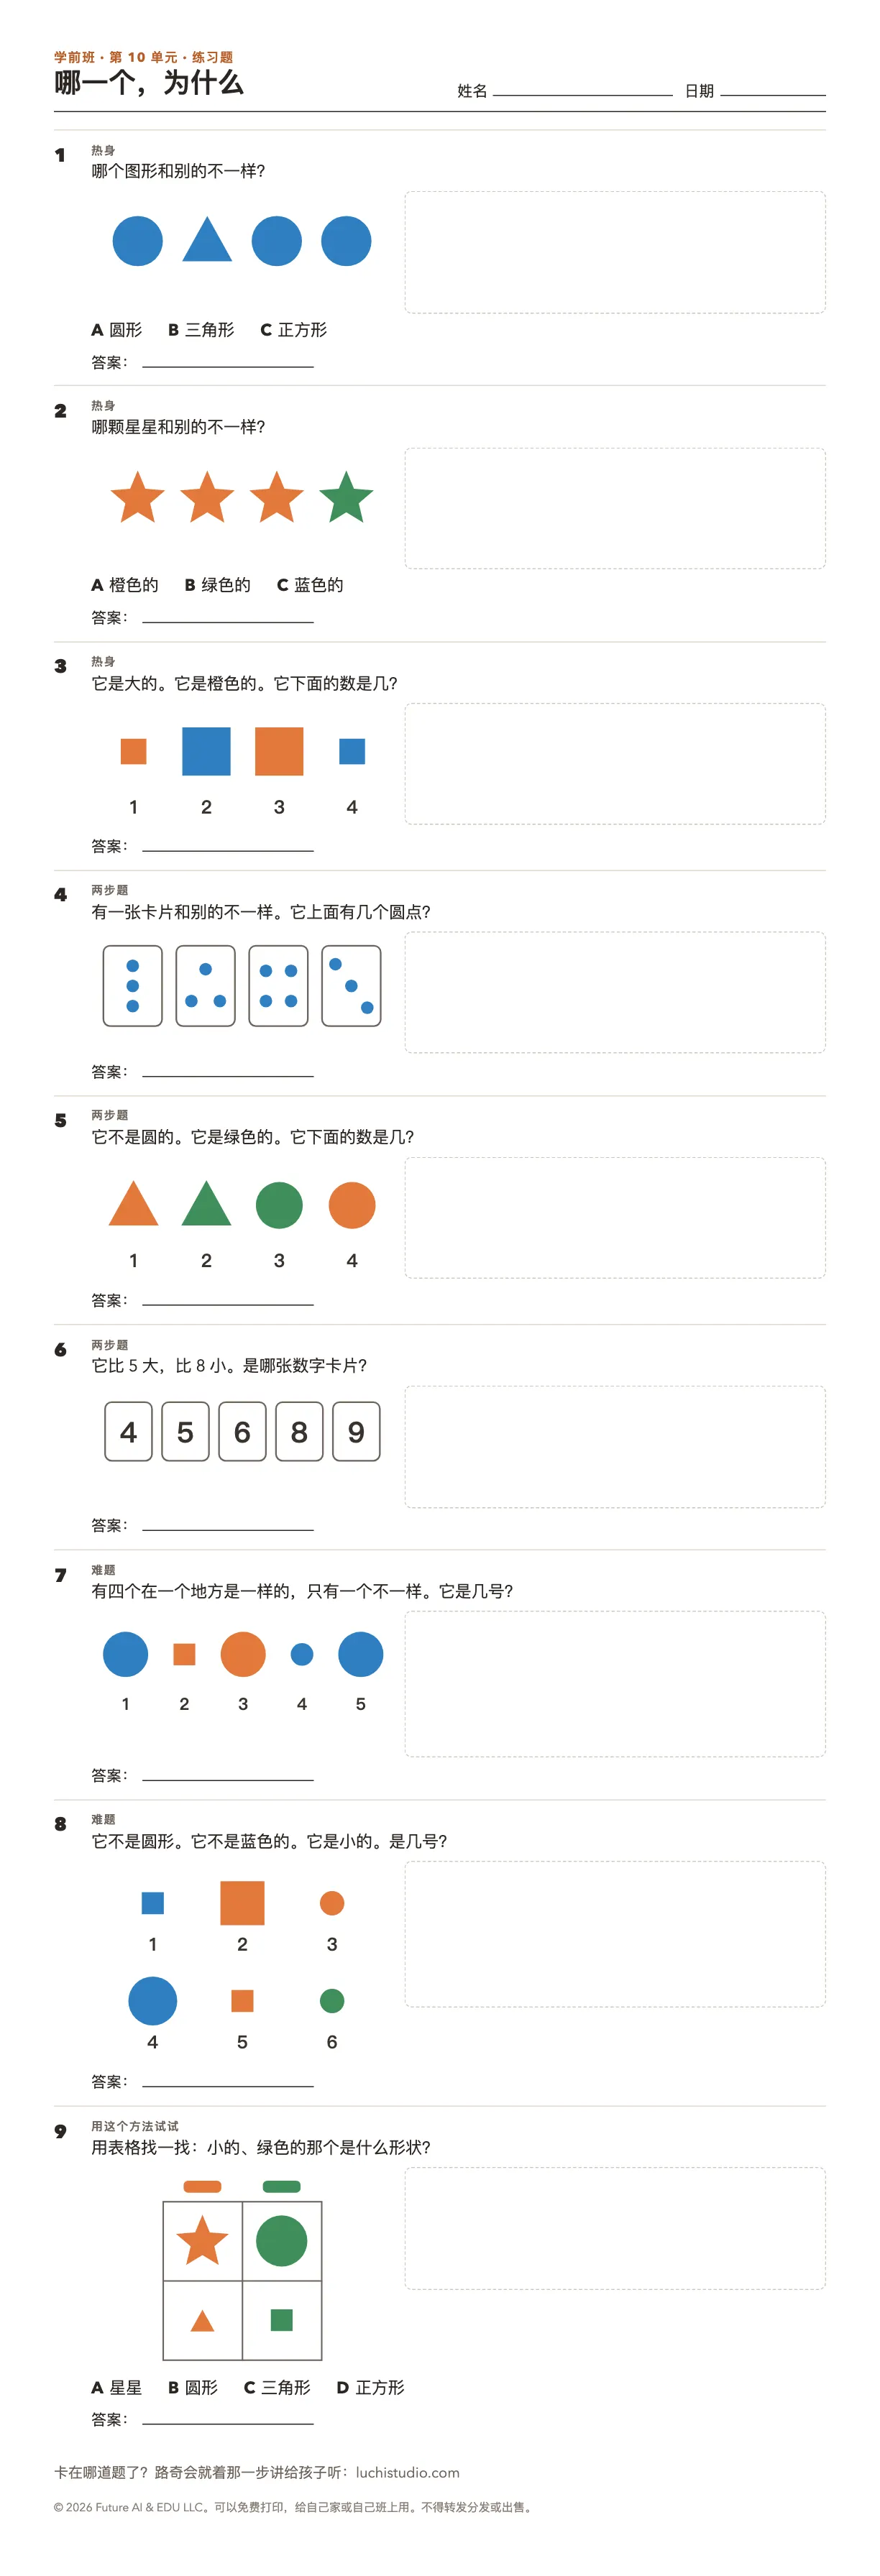 学前班·第 10 单元·练习题
哪一个，为什么
姓名 日期
1 热身
哪个图形和别的不一样？
A 圆形 B 三角形 C 正方形
答案：
2 热身
哪颗星星和别的不一样？
A 橙色的 B 绿色的 C 蓝色的
答案：
3 热身
它是大的。它是橙色的。它下面的数是几？
1 2 3 4
答案：
4 两步题
有一张卡片和别的不一样。它上面有几个圆点？
答案：
5 两步题
它不是圆的。它是绿色的。它下面的数是几？
1 2 3 4
答案：
6 两步题
它比 5 大，比 8 小。是哪张数字卡片？
4 5 6 8 9
答案：
7 难题
有四个在一个地方是一样的，只有一个不一样。它是几号？
1 2 3 4 5
答案：
8 难题
它不是圆形。它不是蓝色的。它是小的。是几号？
1 2 3
4 5 6
答案：
9 用这个方法试试
用表格找一找：小的、绿色的那个是什么形状？
A 星星 B 圆形 C 三角形 D 正方形
答案：
卡在哪道题了？路奇会就着那一步讲给孩子听：luchistudio.com
© 2026 Future AI & EDU LLC。可以免费打印，给自己家或自己班上用。不得转发分发或出售。